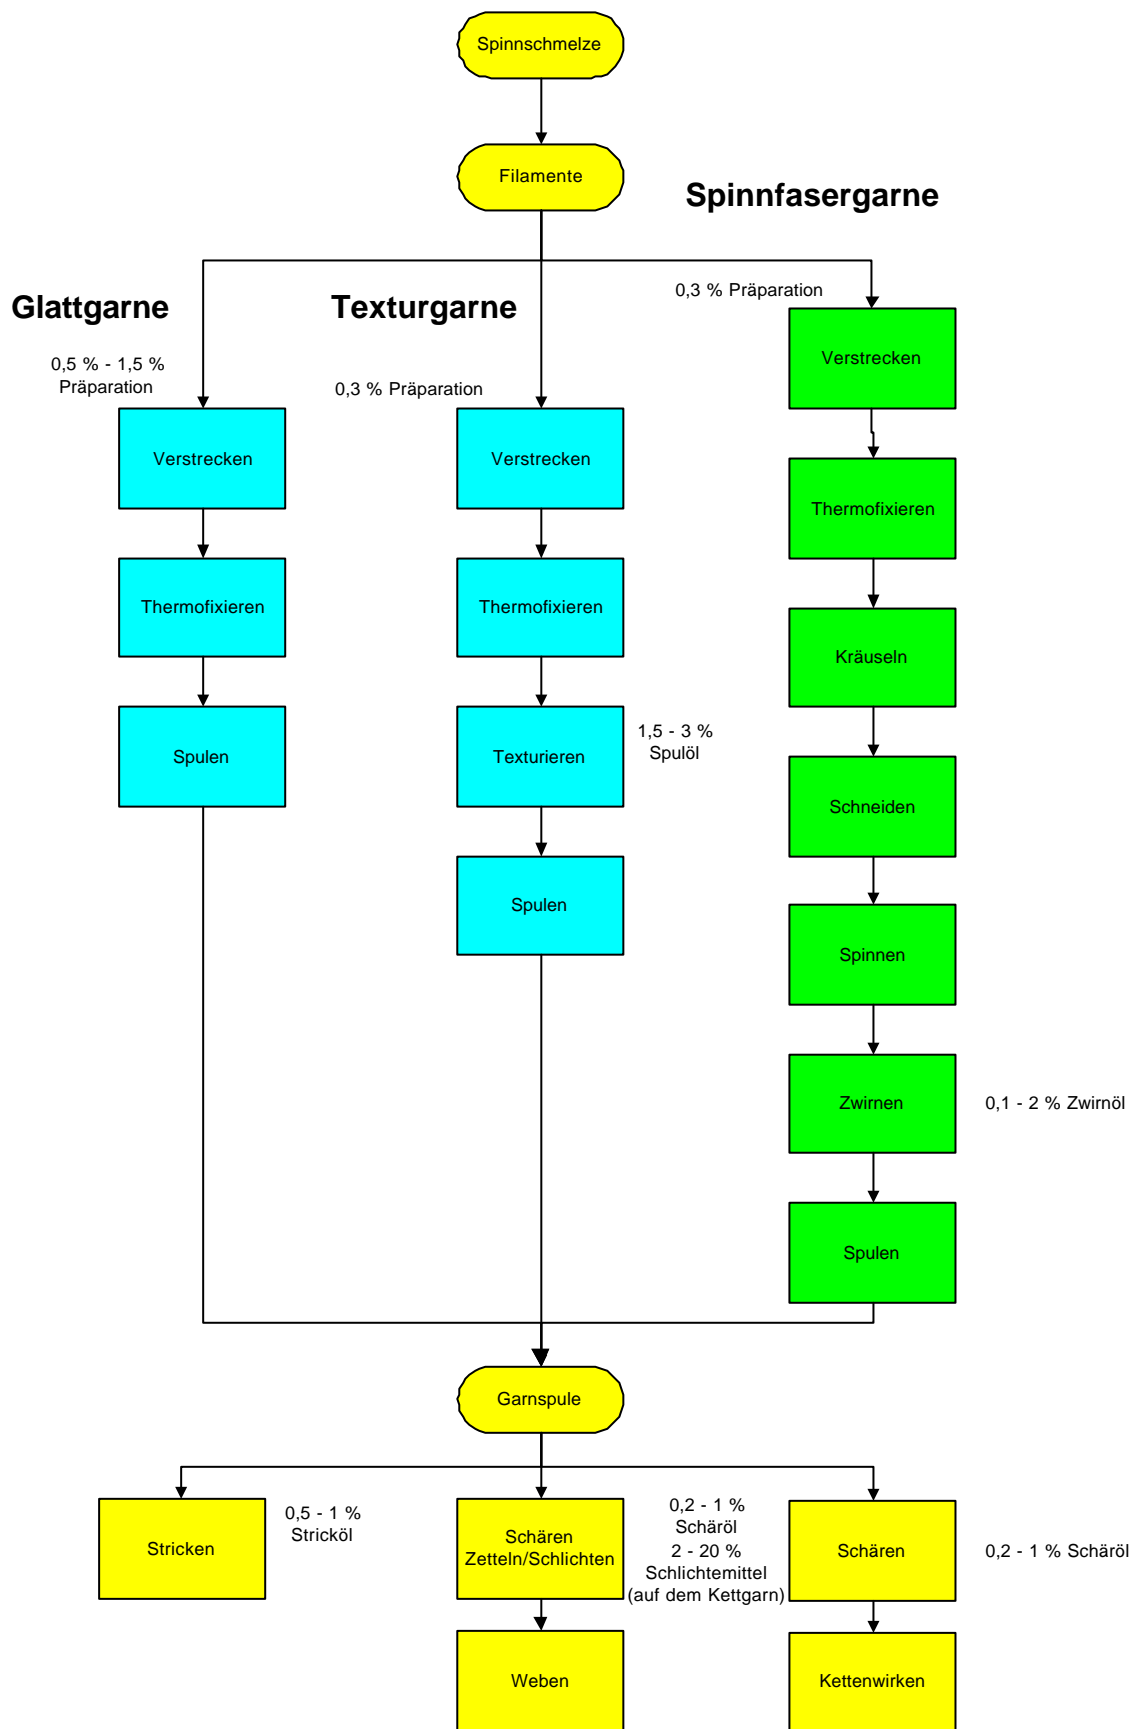 Spinnschmelze
Filamente
Spinnfasergarne
Glattgarne
Texturgarne
0,3 % Präparation
Verstrecken
0,5 % - 1,5 %
Präparation
0,3 % Präparation
Verstrecken
Verstrecken
Thermofixieren
Thermofixieren
Thermofixieren
Kräuseln
Spulen
Texturieren
1,5 - 3 %
Spulöl
Schneiden
Spulen
Spinnen
Zwirnen
0,1 - 2 % Zwirnöl
Spulen
Garnspule
Stricken
0,5 - 1 %
Stricköl
Schären
Zetteln/Schlichten
0,2 - 1 %
Schäröl
2 - 20 %
Schlichtemittel
(auf dem Kettgarn)
Schären
0,2 - 1 % Schäröl
Weben
Kettenwirken